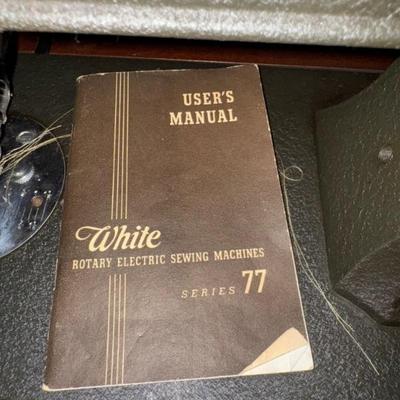 USER'S
MANUAL
White
ROTARY ELECTRIC SEWING MACHINES
SERIES 77